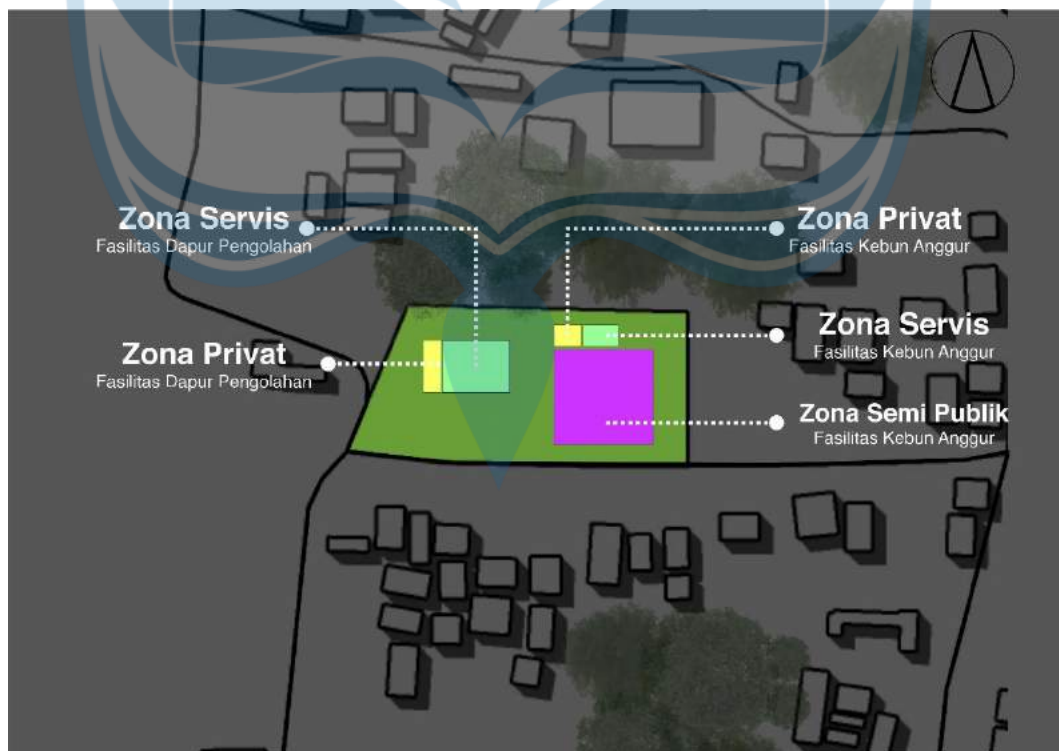 Zona Servis
Fasilitas Dapur Pengolahan
Zona Privat
Fasilitas Kebun Anggur
Zona Privat
Fasilitas Dapur Pengolahan
Zona Servis
Fasilitas Kebun Anggur
Zona Semi Publik
Fasilitas Kebun Anggur